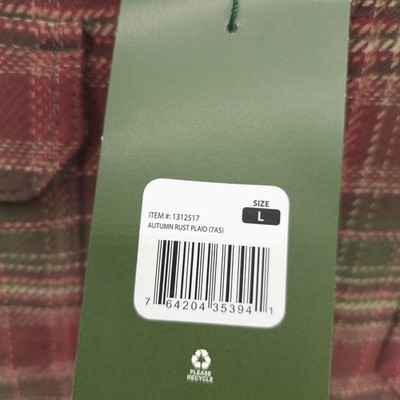 SIZE
L
ITEM #: 1312517
AUTUMN RUST PLAID (7A5)
7 64204 35394 1
PLEASE
RECYCLE